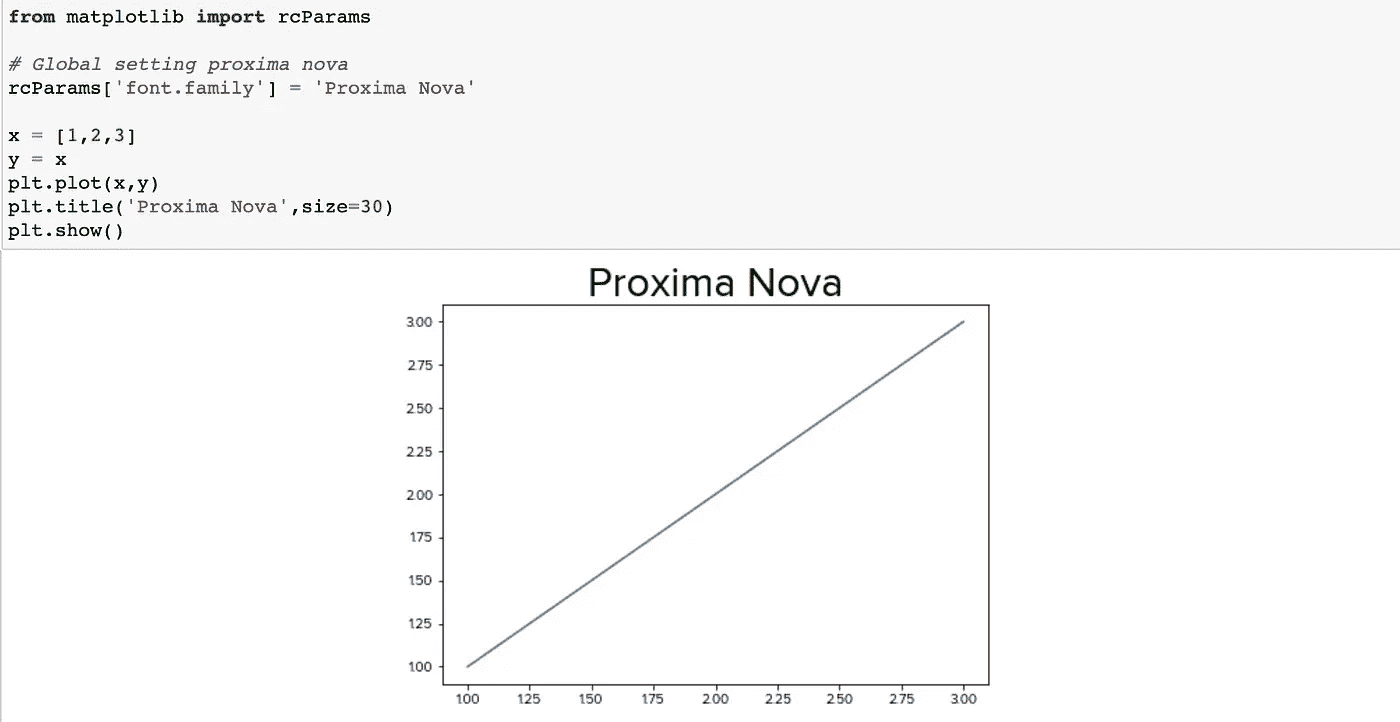 from matplotlib import rcParams
# Global setting proxima nova
rcParams['font.family'] = 'Proxima Nova'
x = [1,2,3]
y = x
plt.plot(x,y)
plt.title('Proxima Nova',size=30)
plt.show()
Proxima Nova
3.00
2.75
2.50
2.25
2.00
1.75
1.50
1.25
1.00
1.00 1.25 1.50 1.75 2.00 2.25 2.50 2.75 3.00